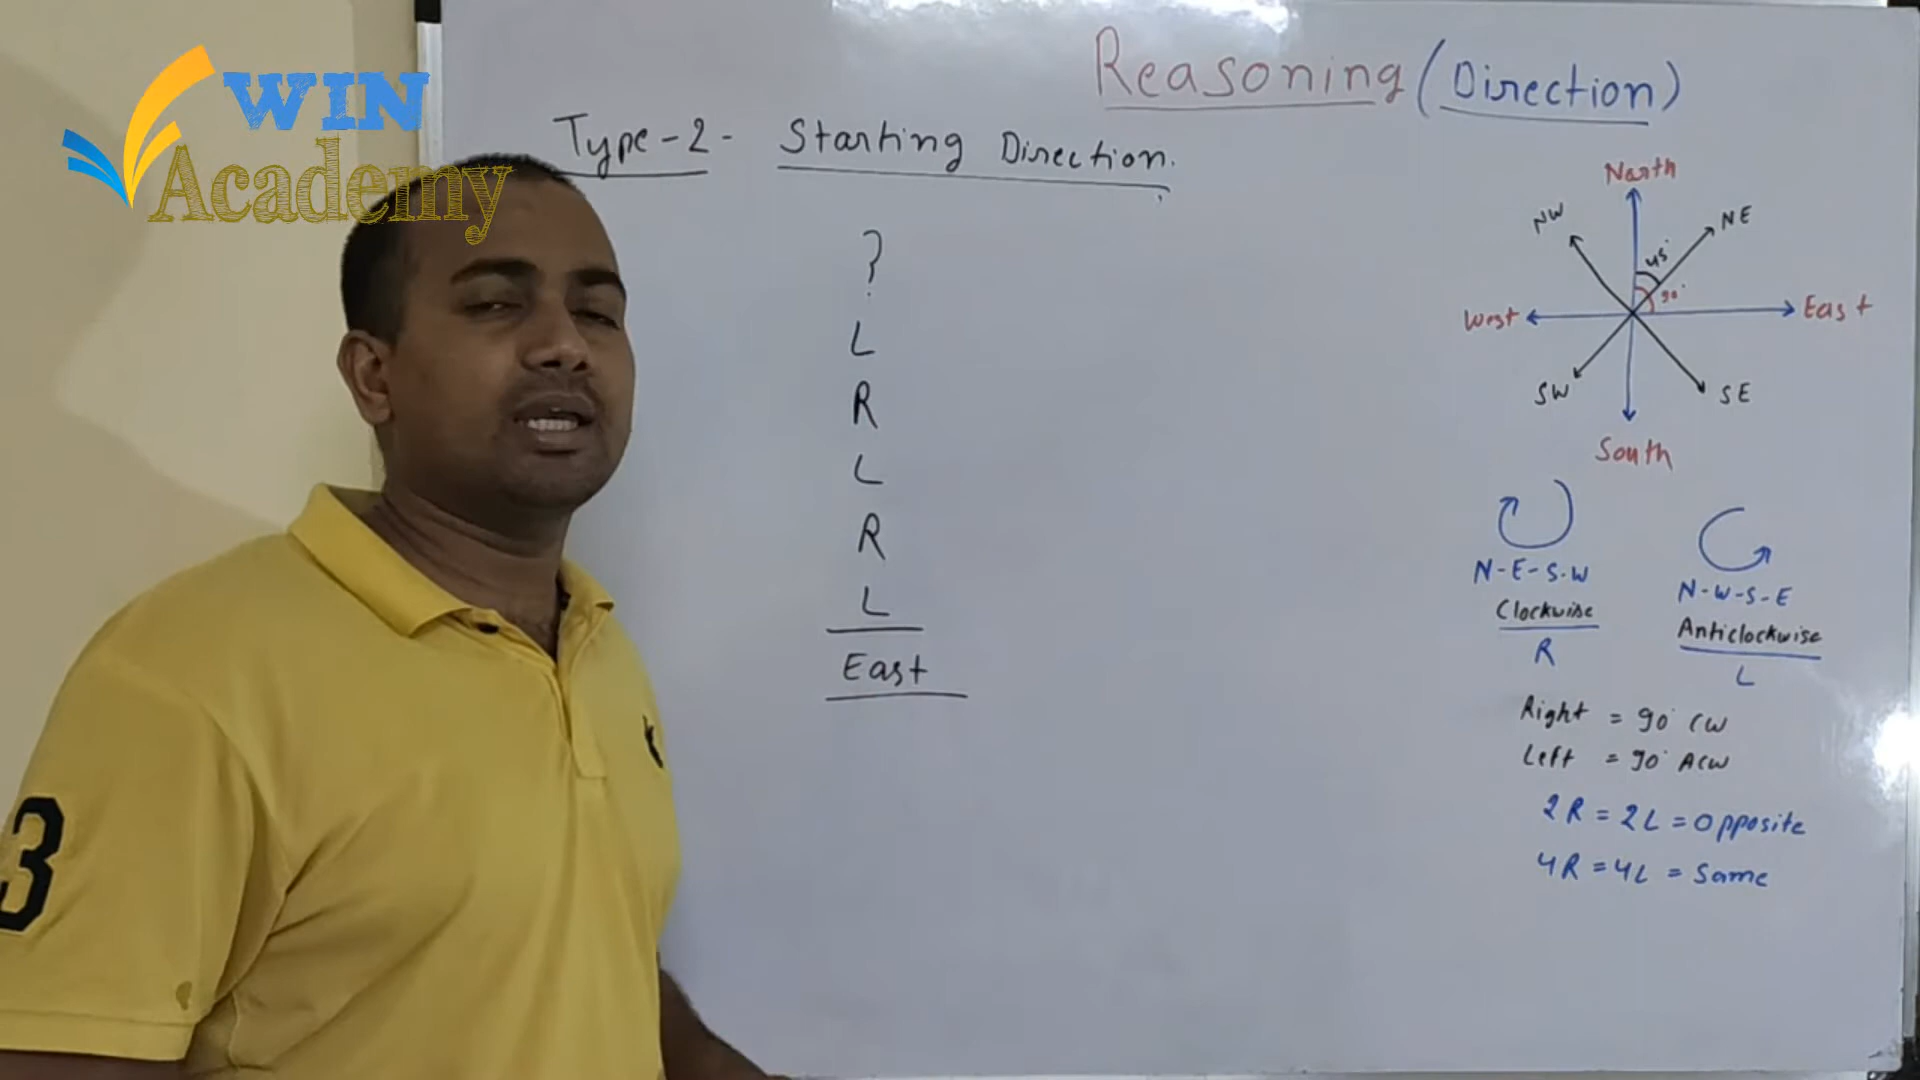 WIN
Academy
Reasoning (Direction)
Type-2- Starting Direction.
?
L
R
L
R
L
East
North
NW
NE
45°
90°
West
East
SW
SE
South
N-E-S-W
Clockwise
R
N-W-S-E
Anticlockwise
L
Right = 90° CW
Left = 90° ACW
2R = 2L = Opposite
4R = 4L = Same
3